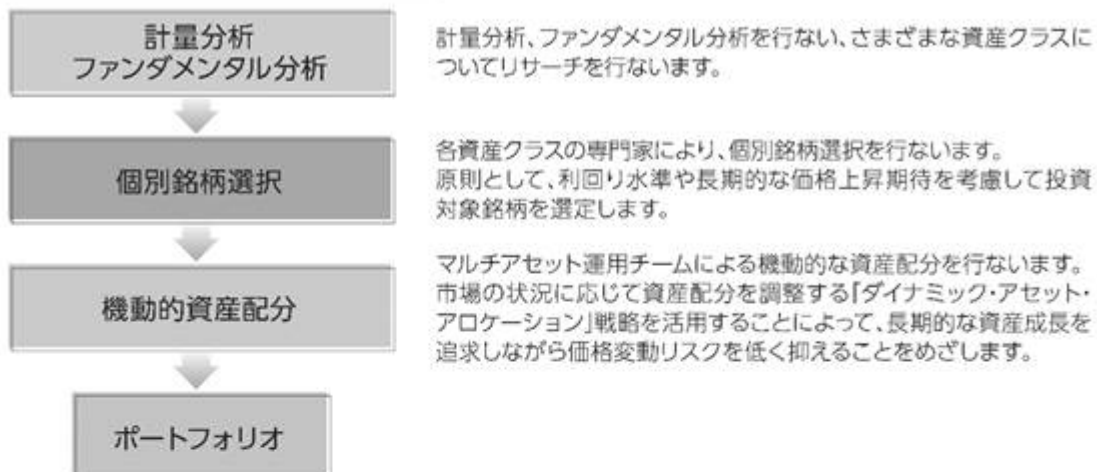 計量分析
ファンダメンタル分析
計量分析、ファンダメンタル分析を行ない、さまざまな資産クラスに
ついてリサーチを行ないます。
個別銘柄選択
各資産クラスの専門家により、個別銘柄選択を行ないます。
原則として、利回り水準や長期的な価格上昇期待を考慮して投資
対象銘柄を選定します。
機動的資産配分
マルチアセット運用チームによる機動的な資産配分を行ないます。
市場の状況に応じて資産配分を調整する「ダイナミック・アセット・
アロケーション」戦略を活用することによって、長期的な資産成長を
追求しながら価格変動リスクを低く抑えることをめざします。
ポートフォリオ